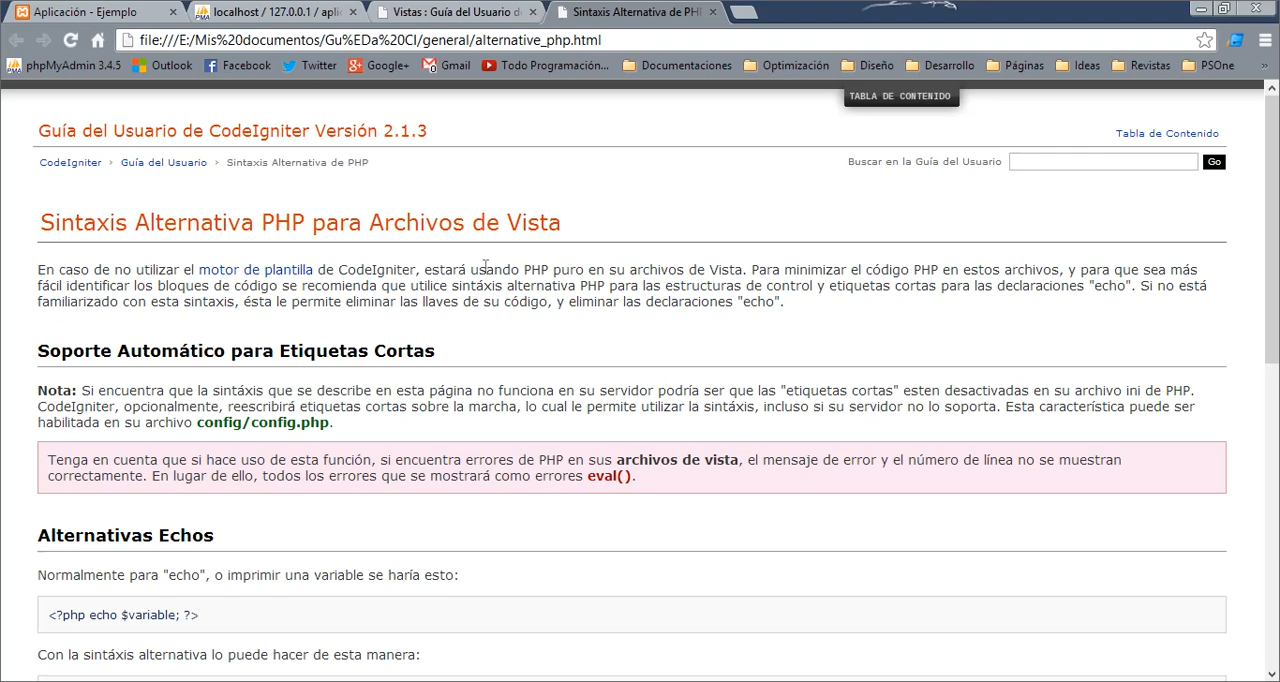 Aplicación - Ejemplo
localhost / 127.0.0.1 / aplic
Vistas : Guía del Usuario de
Sintaxis Alternativa de PH
file:///E:/Mis%20documentos/Gu%EDa%20CI/general/alternative_php.html
phpMyAdmin 3.4.5 Outlook Facebook Twitter Google+ Gmail Todo Programación... Documentaciones Optimización Diseño Desarrollo Páginas Ideas Revistas PSOne »
TABLA DE CONTENIDO
Guía del Usuario de CodeIgniter Versión 2.1.3
Tabla de Contenido
CodeIgniter › Guía del Usuario › Sintaxis Alternativa de PHP
Buscar en la Guía del Usuario Go
Sintaxis Alternativa PHP para Archivos de Vista
En caso de no utilizar el motor de plantilla de CodeIgniter, estará usando PHP puro en su archivos de Vista. Para minimizar el código PHP en estos archivos, y para que sea más
fácil identificar los bloques de código se recomienda que utilice sintáxis alternativa PHP para las estructuras de control y etiquetas cortas para las declaraciones "echo". Si no está
familiarizado con esta sintaxis, ésta le permite eliminar las llaves de su código, y eliminar las declaraciones "echo".
Soporte Automático para Etiquetas Cortas
Nota: Si encuentra que la sintáxis que se describe en esta página no funciona en su servidor podría ser que las "etiquetas cortas" esten desactivadas en su archivo ini de PHP.
CodeIgniter, opcionalmente, reescribirá etiquetas cortas sobre la marcha, lo cual le permite utilizar la sintáxis, incluso si su servidor no lo soporta. Esta característica puede ser
habilitada en su archivo config/config.php.
Tenga en cuenta que si hace uso de esta función, si encuentra errores de PHP en sus archivos de vista, el mensaje de error y el número de línea no se muestran
correctamente. En lugar de ello, todos los errores que se mostrará como errores eval().
Alternativas Echos
Normalmente para "echo", o imprimir una variable se haría esto:
<?php echo $variable; ?>
Con la sintáxis alternativa lo puede hacer de esta manera: